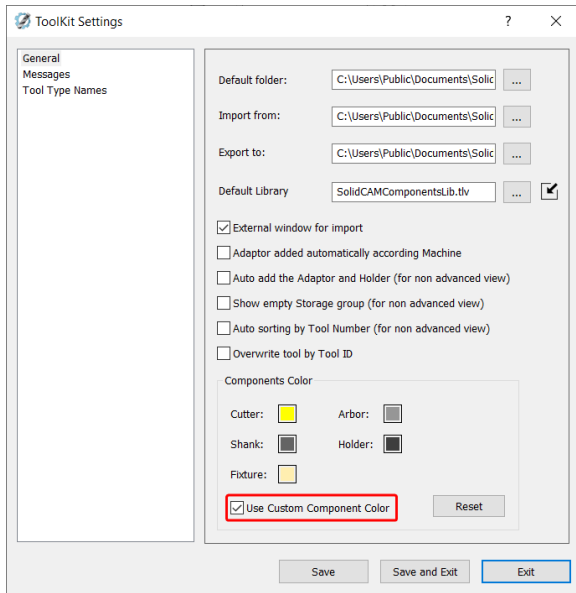 ToolKit Settings
?
General
Messages
Tool Type Names
Default folder: C:\Users\Public\Documents\Solic ...
Import from: C:\Users\Public\Documents\Solic ...
Export to: C:\Users\Public\Documents\Solic ...
Default Library SolidCAMComponentsLib.tlv ...
External window for import
Adaptor added automatically according Machine
Auto add the Adaptor and Holder (for non advanced view)
Show empty Storage group (for non advanced view)
Auto sorting by Tool Number (for non advanced view)
Overwrite tool by Tool ID
Components Color
Cutter: Arbor:
Shank: Holder:
Fixture:
Use Custom Component Color Reset
Save Save and Exit Exit